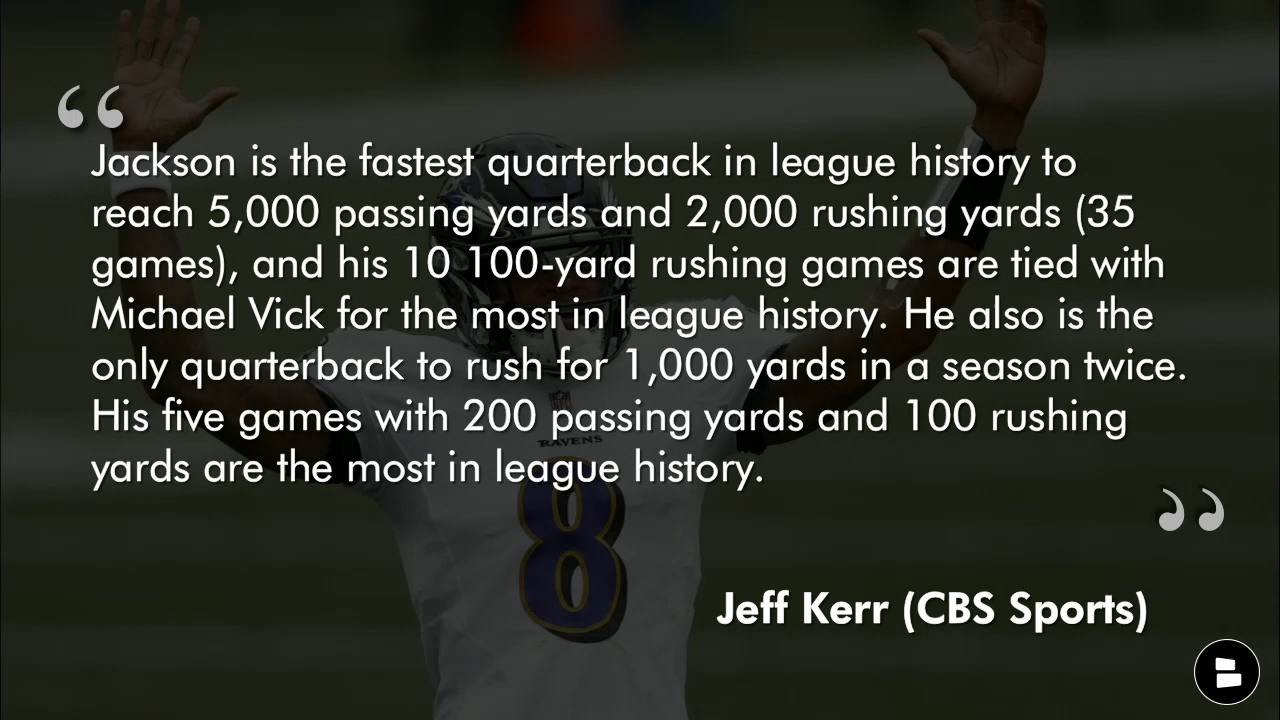 “
Jackson is the fastest quarterback in league history to
reach 5,000 passing yards and 2,000 rushing yards (35
games), and his 10 100-yard rushing games are tied with
Michael Vick for the most in league history. He also is the
only quarterback to rush for 1,000 yards in a season twice.
His five games with 200 passing yards and 100 rushing
yards are the most in league history.
”
Jeff Kerr (CBS Sports)
RAVENS
8